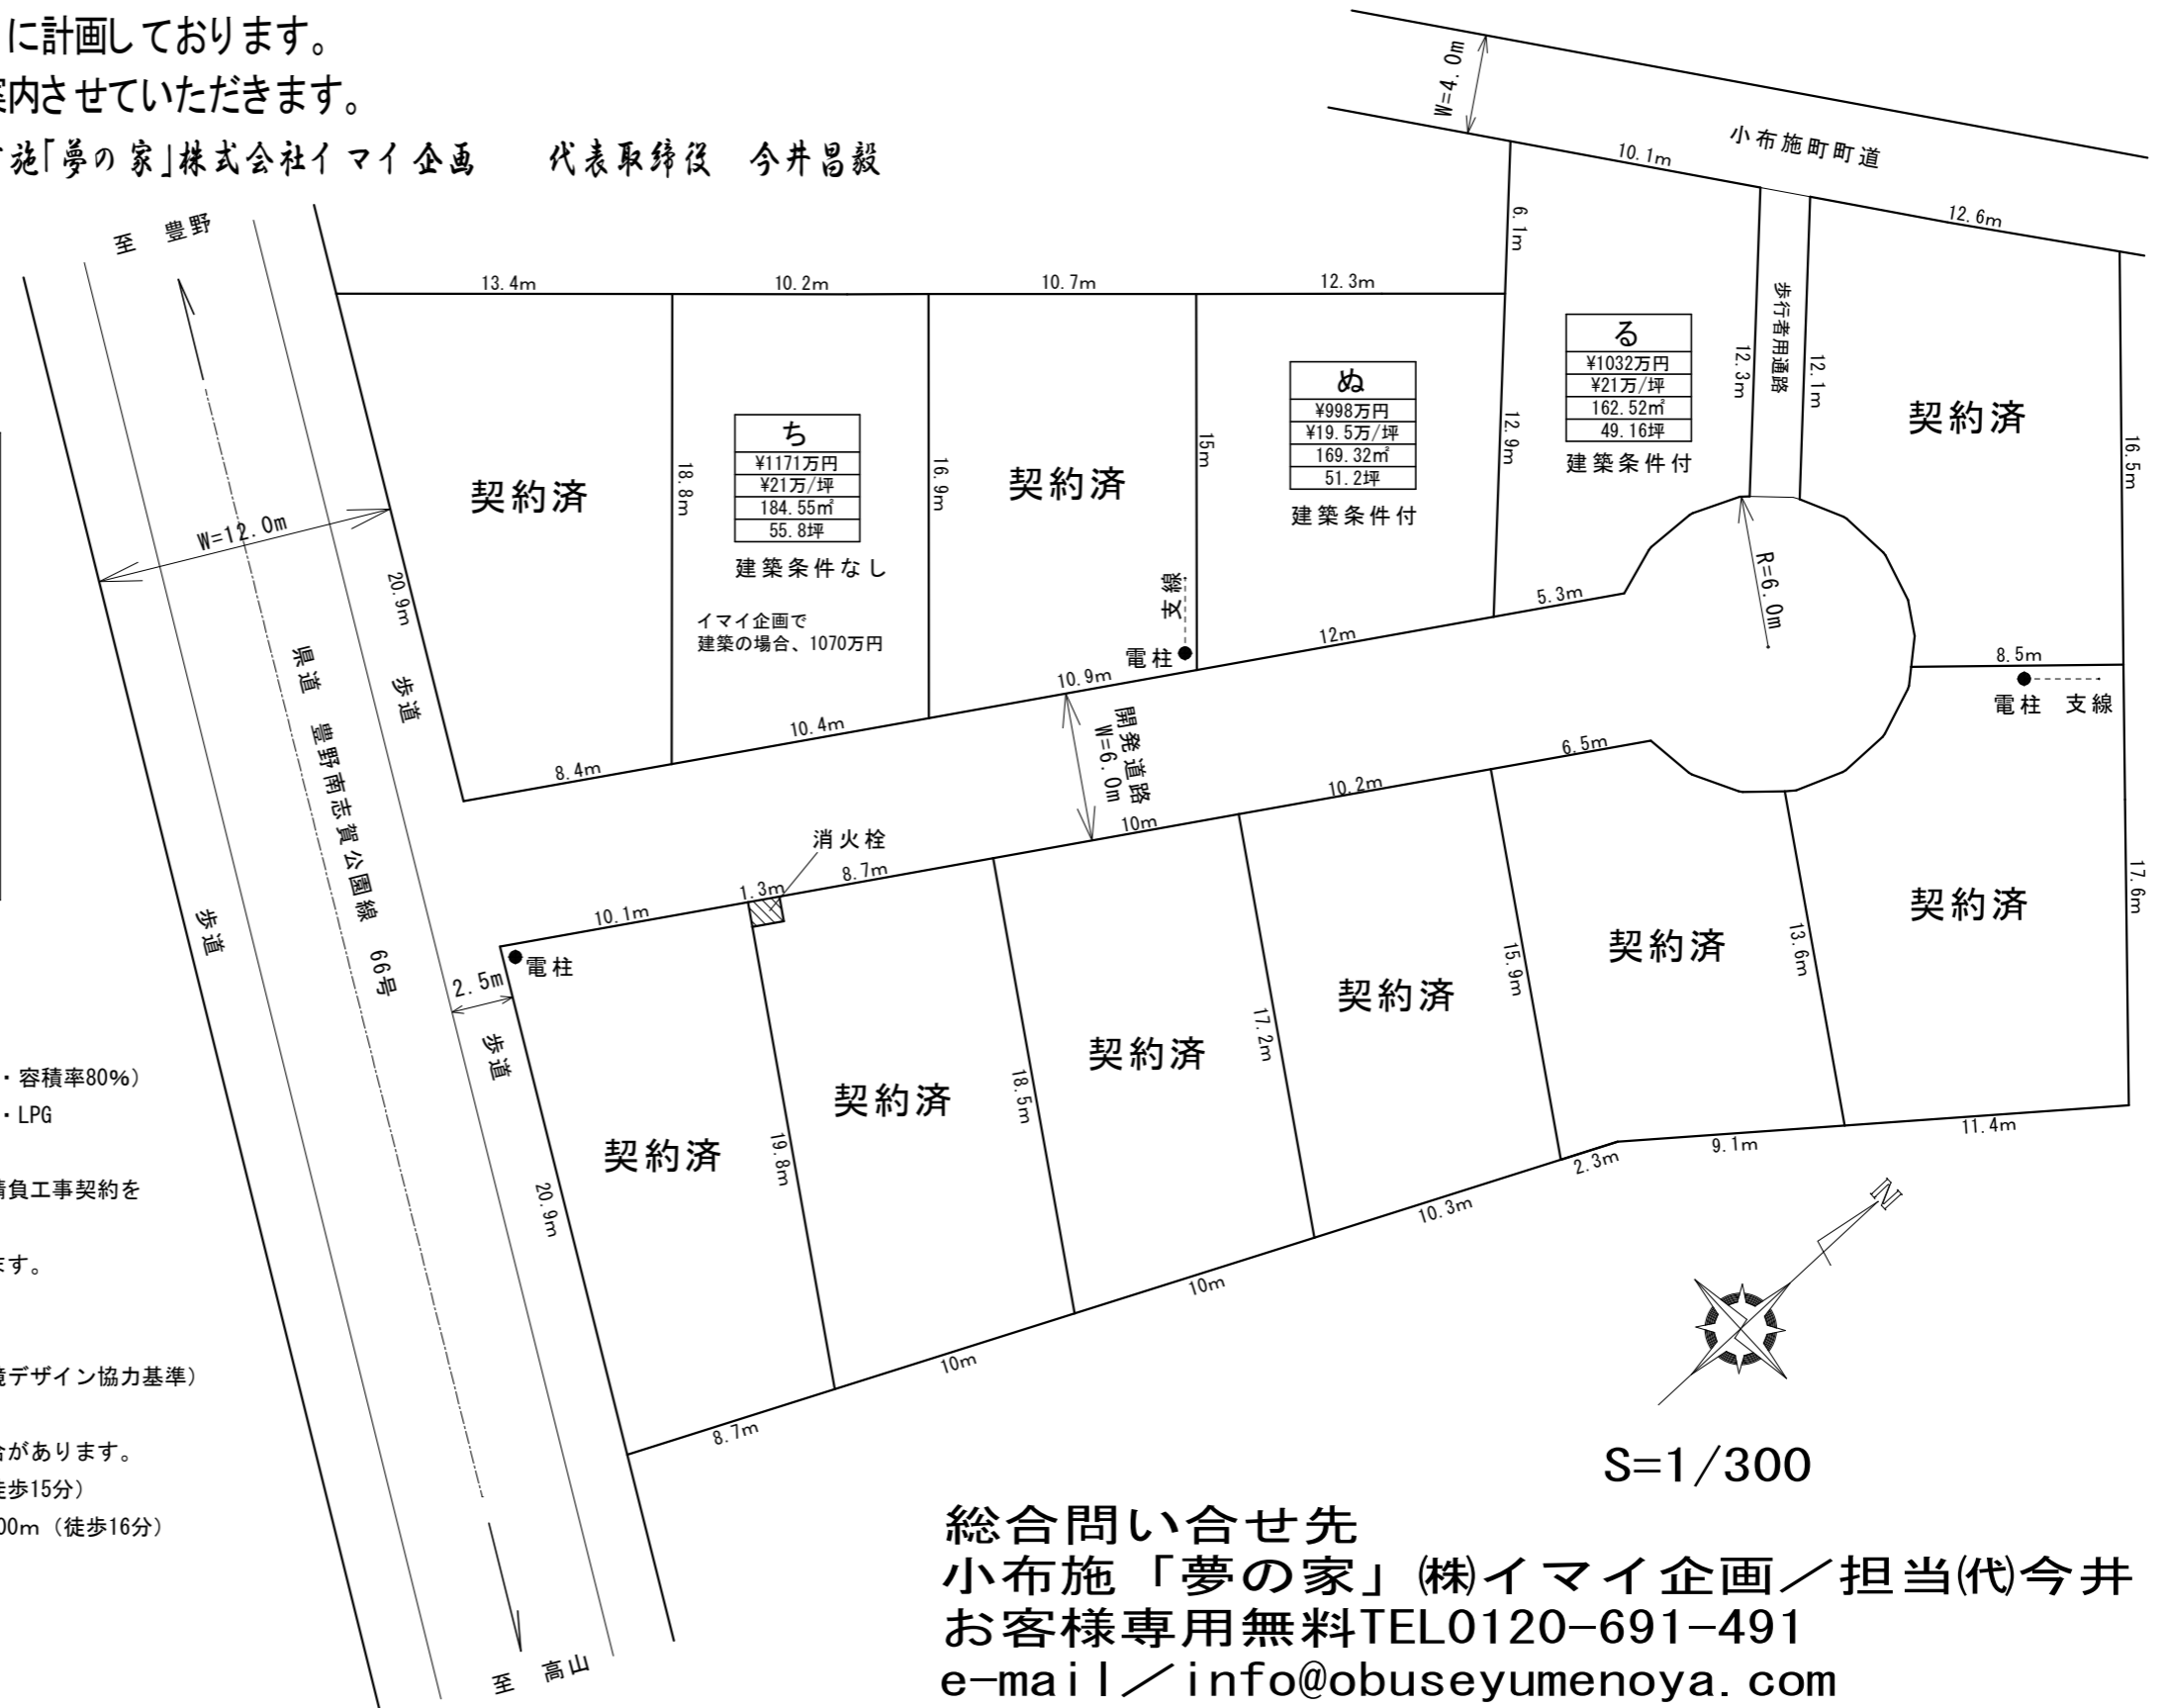 に計画しております。
案内させていただきます。
施「夢の家」株式会社イマイ企画　代表取締役　今井昌毅
W=4.0m
小布施町町道
10.1m
12.6m
至　豊野
13.4m
10.2m
10.7m
12.3m
6.1m
歩行者用通路
12.3m
12.1m
契約済
16.5m
る
¥1032万円
¥21万/坪
162.52㎡
49.16坪
建築条件付
ぬ
¥998万円
¥19.5万/坪
169.32㎡
51.2坪
建築条件付
12.9m
15m
契約済
16.9m
ち
¥1171万円
¥21万/坪
184.55㎡
55.8坪
建築条件なし
イマイ企画で
建築の場合、1070万円
18.8m
契約済
W=12.0m
20.9m
歩道
県道　豊野南志賀公園線　66号
歩道
支線
電柱
R=6.0m
5.3m
12m
10.9m
10.4m
8.4m
8.5m
電柱　支線
開発道路
W=6.0m
6.5m
10.2m
10m
消火栓
8.7m
1.3m
10.1m
電柱
2.5m
歩道
契約済
17.6m
13.6m
契約済
15.9m
契約済
17.2m
契約済
18.5m
契約済
19.8m
契約済
20.9m
11.4m
9.1m
2.3m
10.3m
10m
10m
8.7m
・容積率80%)
・LPG
請負工事契約を
ます。
境デザイン協力基準)
合があります。
徒歩15分)
00m（徒歩16分）
至　高山
N
S=1/300
総合問い合せ先
小布施「夢の家」㈱イマイ企画／担当㈹今井
お客様専用無料TEL0120-691-491
e-mail／info@obuseyumenoya.com